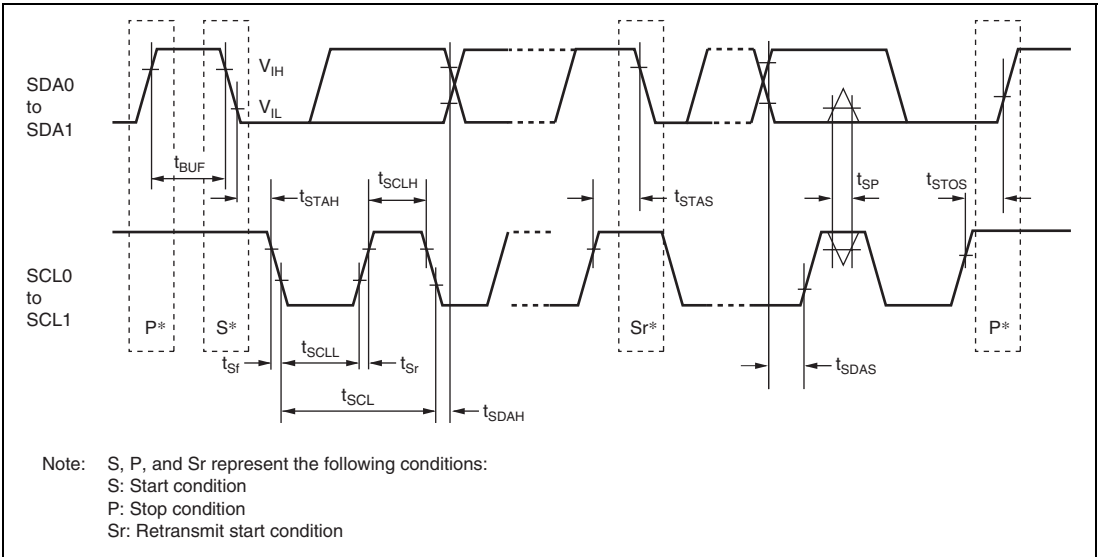 SDA0
to
SDA1
V_IH
V_IL
t_BUF
t_STAH
t_SCLH
t_STAS
t_SP
t_STOS
SCL0
to
SCL1
P*
S*
Sr*
P*
t_Sf
t_SCLL
t_Sr
t_SDAS
t_SCL
t_SDAH
Note: S, P, and Sr represent the following conditions:
S: Start condition
P: Stop condition
Sr: Retransmit start condition